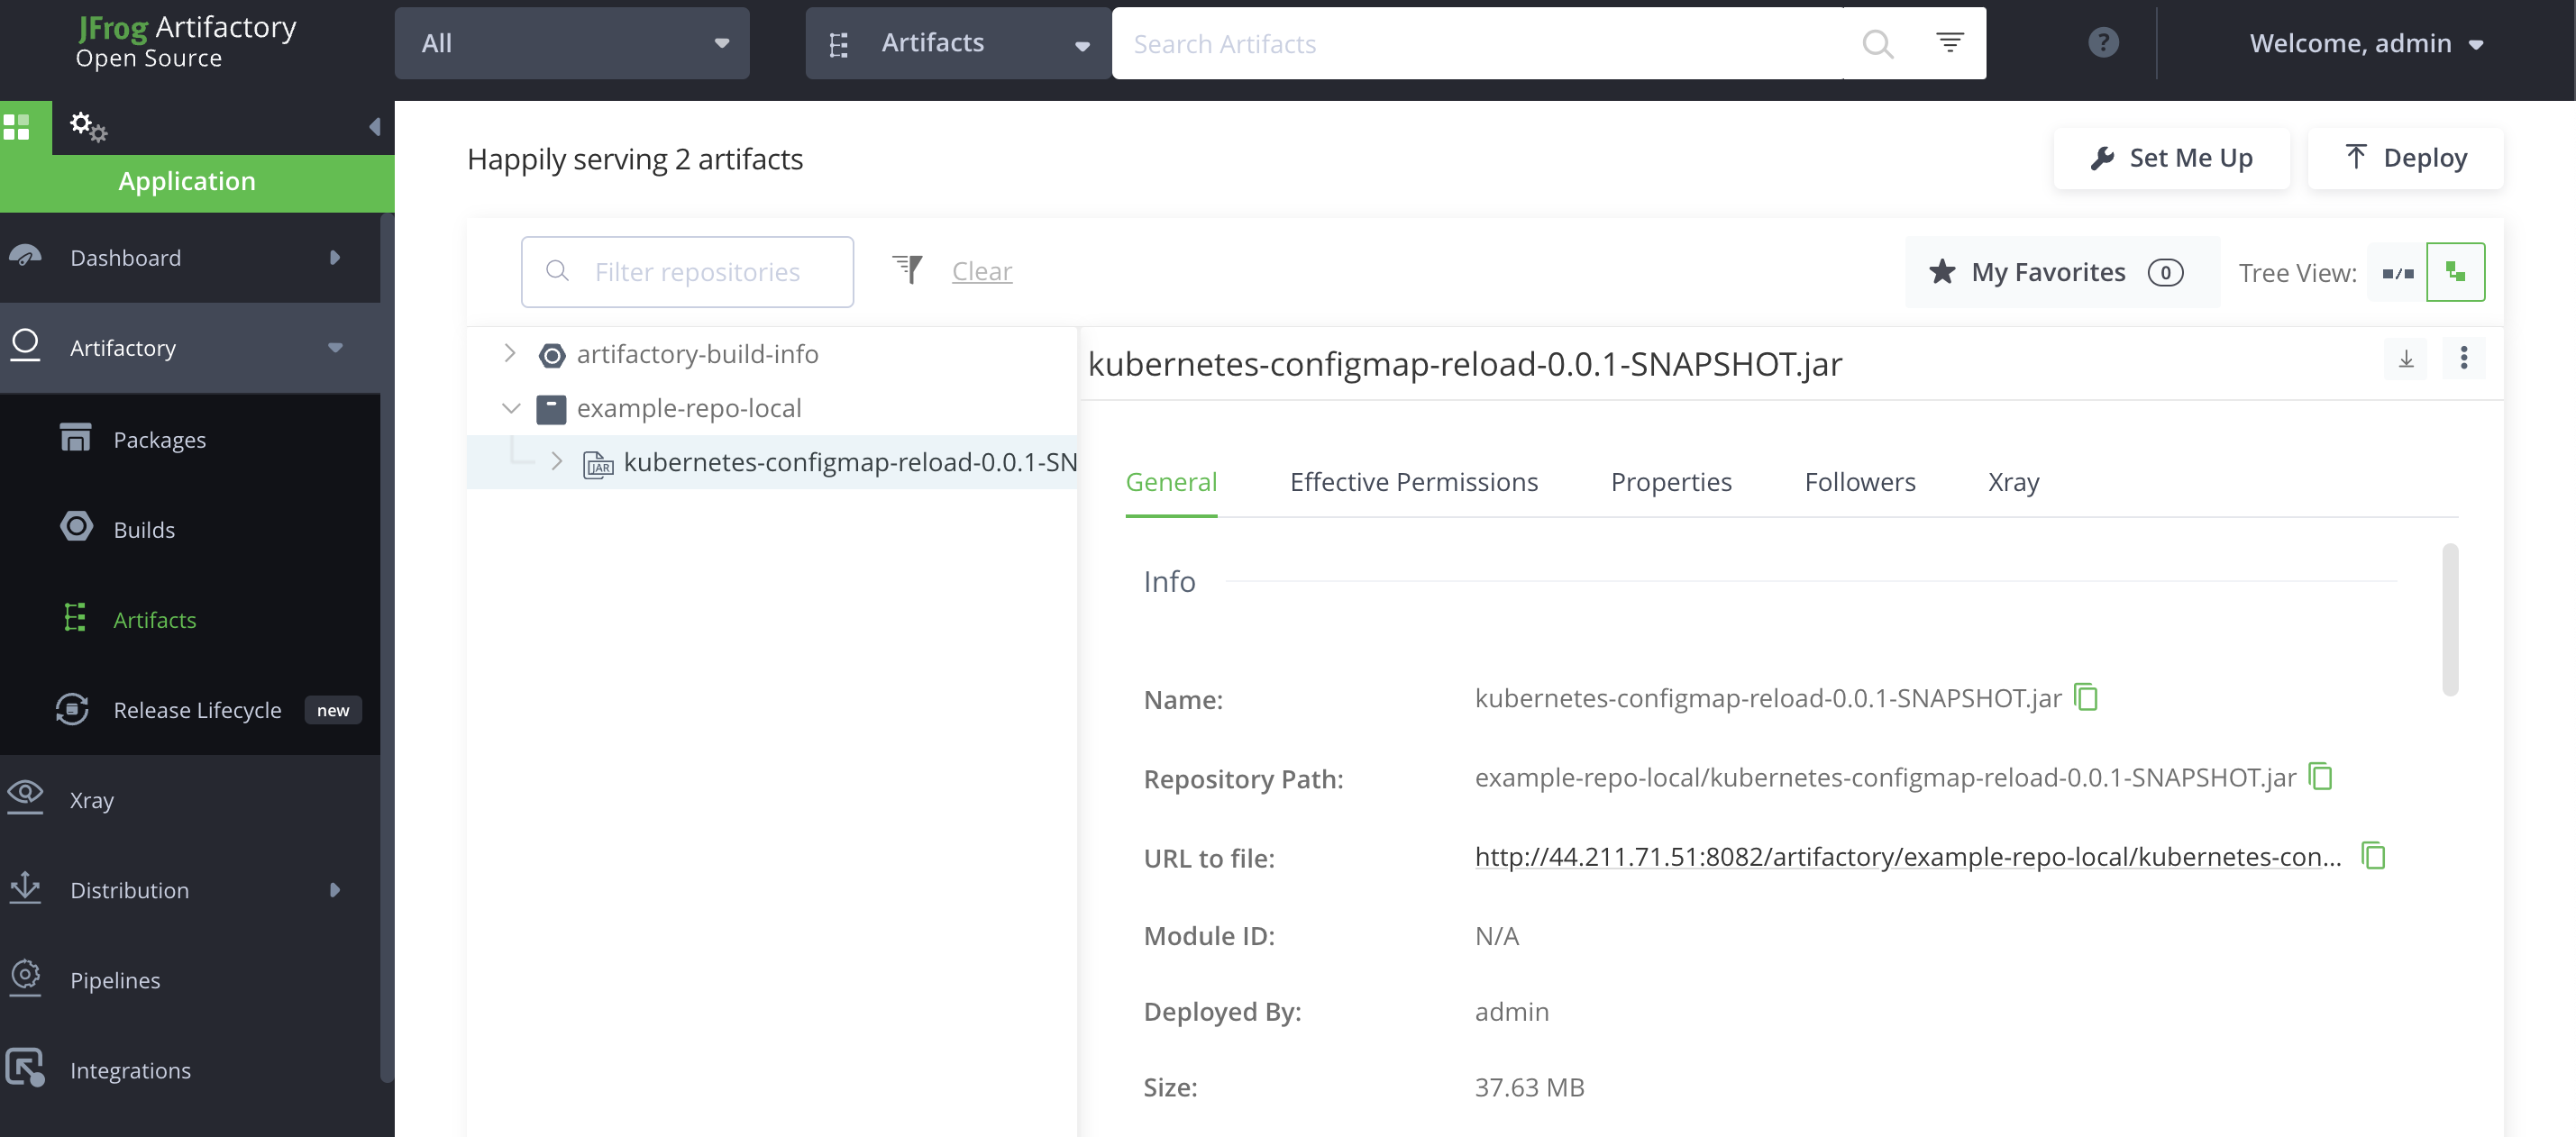 JFrog Artifactory
Open Source
All
Artifacts
Search Artifacts
?
Welcome, admin
Application
Dashboard
Artifactory
Packages
Builds
Artifacts
Release Lifecycle new
Xray
Distribution
Pipelines
Integrations
Happily serving 2 artifacts
Set Me Up
Deploy
Filter repositories
Clear
My Favorites 0
Tree View:
artifactory-build-info
example-repo-local
JAR kubernetes-configmap-reload-0.0.1-SN
kubernetes-configmap-reload-0.0.1-SNAPSHOT.jar
General Effective Permissions Properties Followers Xray
Info
Name: kubernetes-configmap-reload-0.0.1-SNAPSHOT.jar
Repository Path: example-repo-local/kubernetes-configmap-reload-0.0.1-SNAPSHOT.jar
URL to file: http://44.211.71.51:8082/artifactory/example-repo-local/kubernetes-con...
Module ID: N/A
Deployed By: admin
Size: 37.63 MB